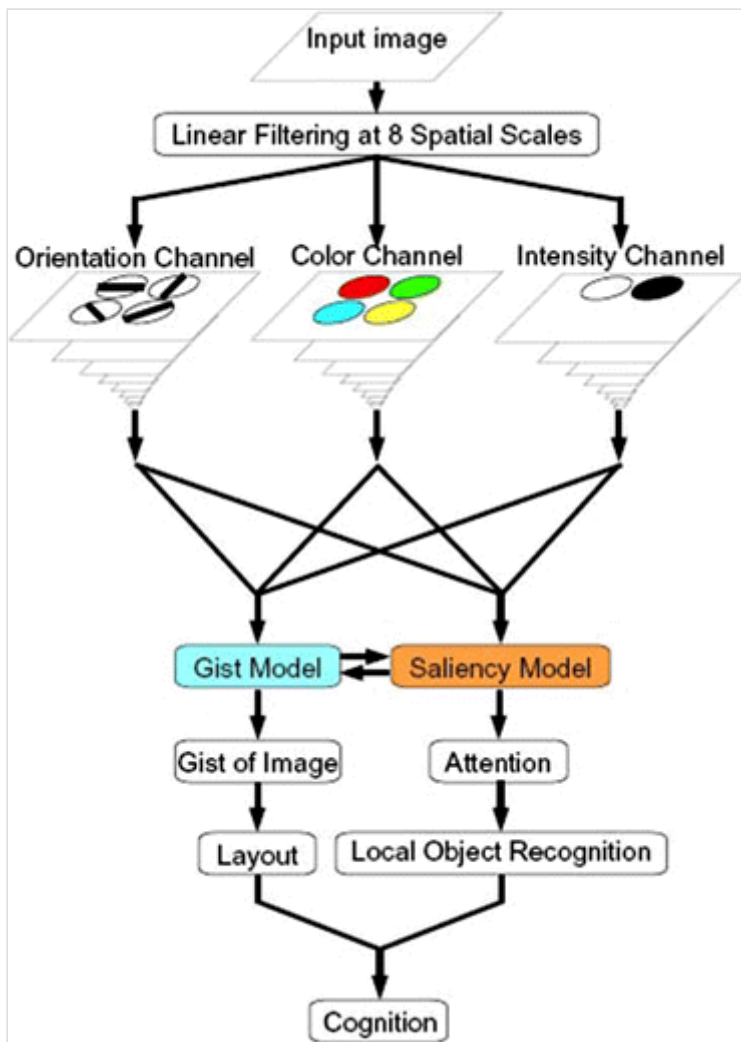 Input image
Linear Filtering at 8 Spatial Scales
Orientation Channel
Color Channel
Intensity Channel
Gist Model
Saliency Model
Gist of Image
Attention
Layout
Local Object Recognition
Cognition